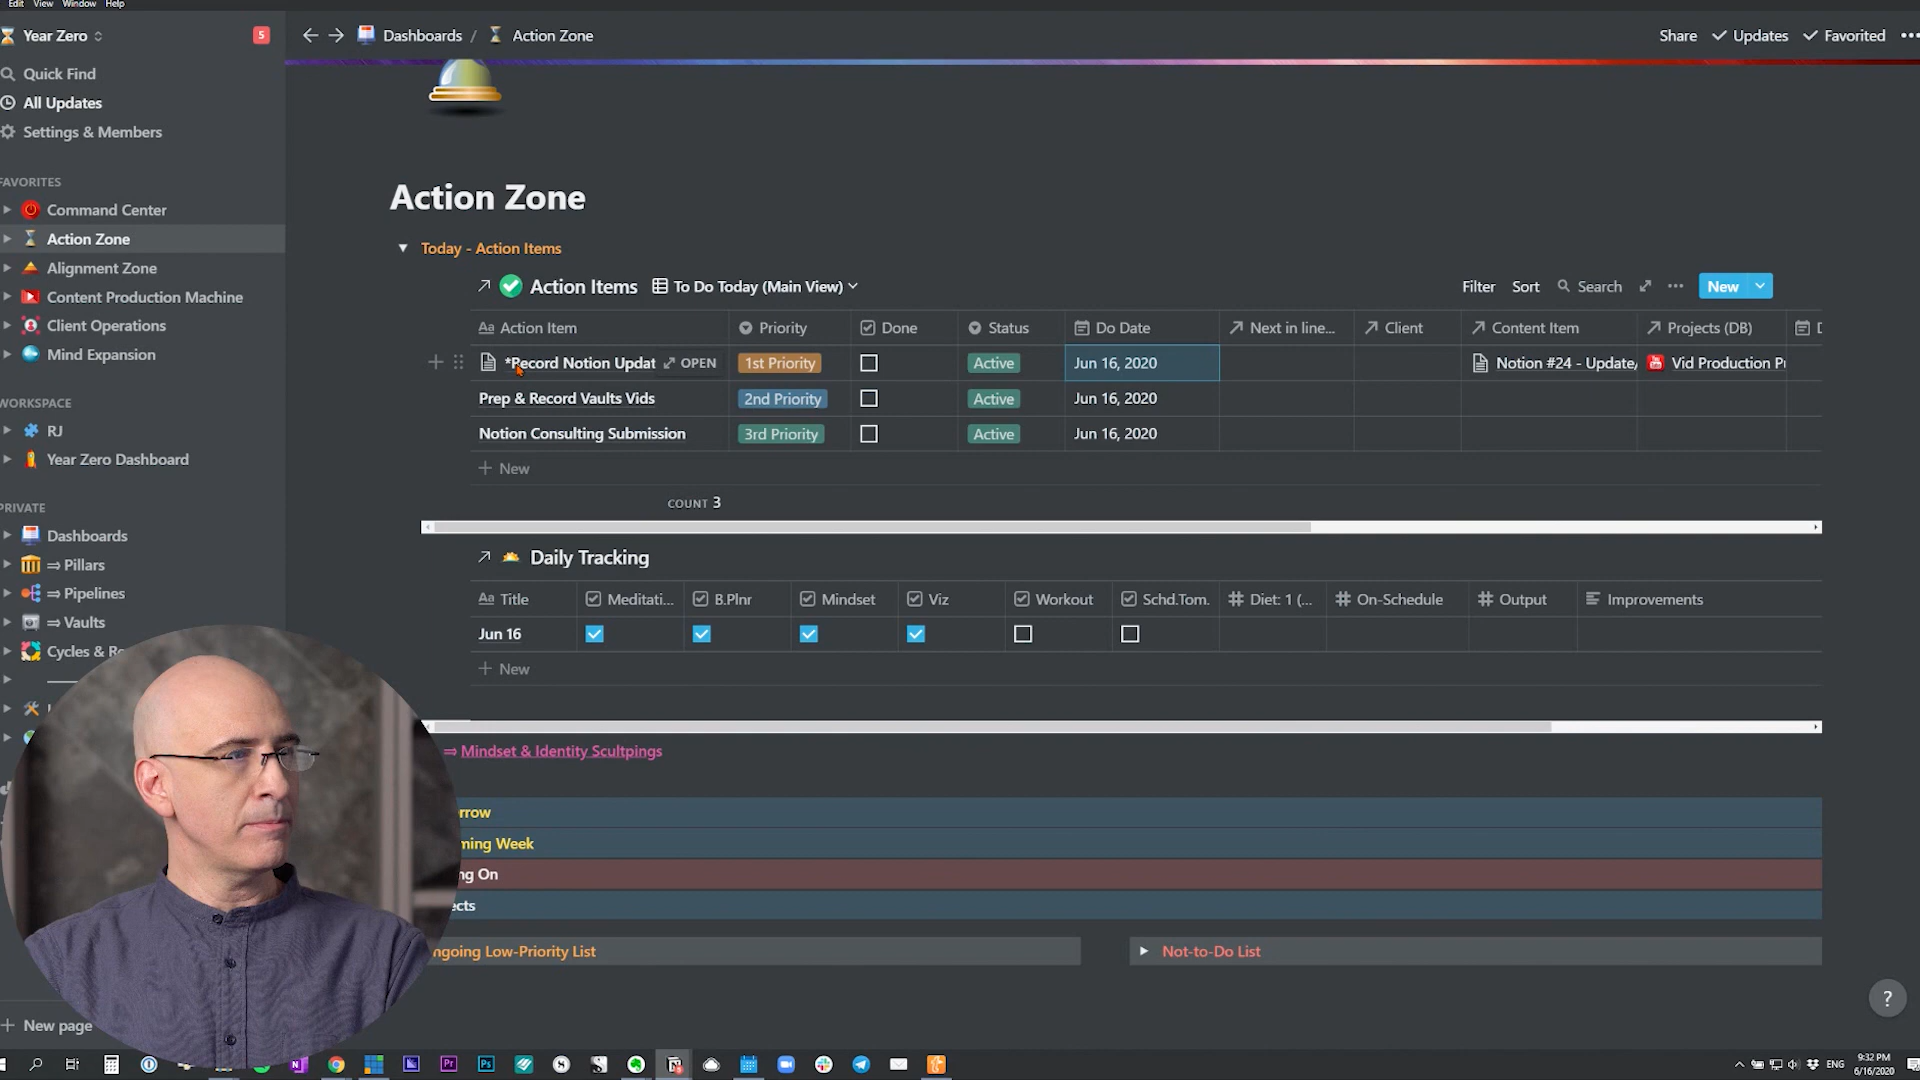 Edit View Window Help
Year Zero
5
Dashboards / Action Zone
Share Updates Favorited
Quick Find
All Updates
Settings & Members
FAVORITES
Command Center
Action Zone
Alignment Zone
Content Production Machine
Client Operations
Mind Expansion
WORKSPACE
RJ
Year Zero Dashboard
PRIVATE
Dashboards
⇒ Pillars
⇒ Pipelines
⇒ Vaults
Cycles & Re
New page
Action Zone
Today - Action Items
Action Items To Do Today (Main View)
Filter Sort Search New
Aa Action Item Priority Done Status Do Date Next in line... Client Content Item Projects (DB) D
*Record Notion Updat OPEN 1st Priority Active Jun 16, 2020 Notion #24 - Update/ Vid Production Pi
Prep & Record Vaults Vids 2nd Priority Active Jun 16, 2020
Notion Consulting Submission 3rd Priority Active Jun 16, 2020
New
COUNT 3
Daily Tracking
Aa Title Meditati... B.Plnr Mindset Viz Workout Schd.Tom. Diet: 1 (... On-Schedule Output Improvements
Jun 16
New
⇒ Mindset & Identity Scultpings
orrow
ming Week
ng On
ects
ngoing Low-Priority List
Not-to-Do List
?
ENG
9:32 PM
6/16/2020